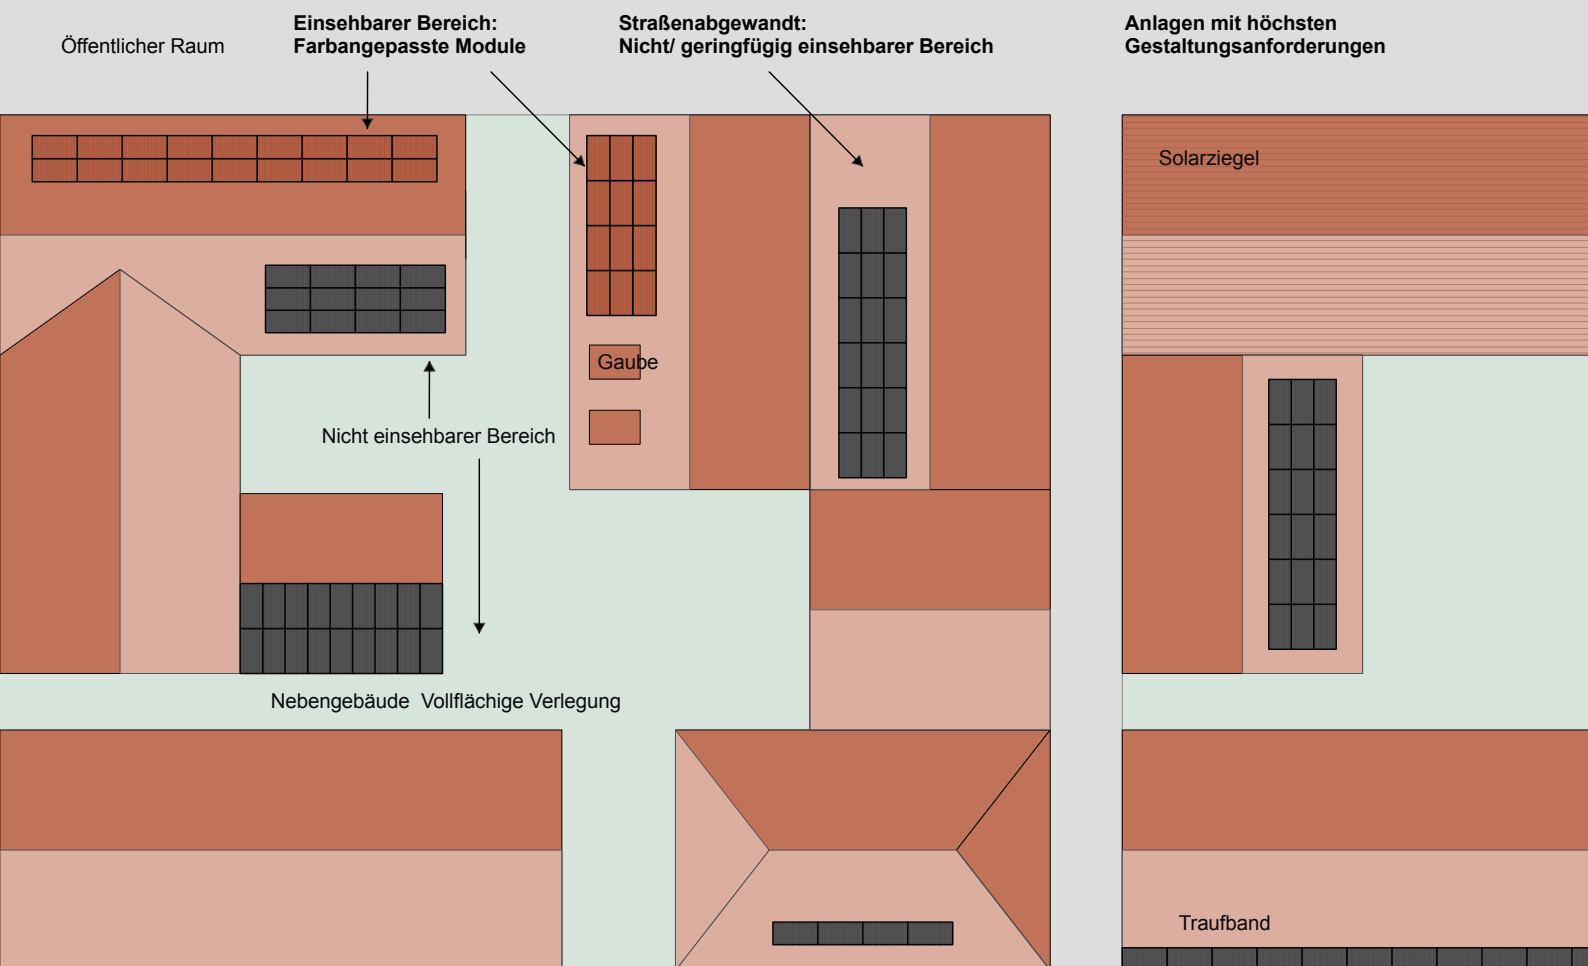 Öffentlicher Raum
Einsehbarer Bereich:
Farbangepasste Module
Straßenabgewandt:
Nicht/ geringfügig einsehbarer Bereich
Anlagen mit höchsten
Gestaltungsanforderungen
Solarziegel
Gaube
Nicht einsehbarer Bereich
Nebengebäude  Vollflächige Verlegung
Traufband